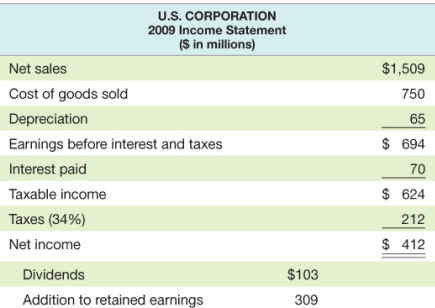 U.S. CORPORATION
2009 Income Statement
($ in millions)
Net sales $1,509
Cost of goods sold 750
Depreciation 65
Earnings before interest and taxes $ 694
Interest paid 70
Taxable income $ 624
Taxes (34%) 212
Net income $ 412
Dividends $103
Addition to retained earnings 309